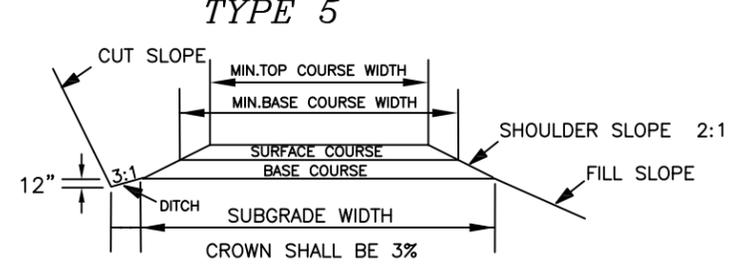 TYPE 5
CUT SLOPE
MIN.TOP COURSE WIDTH
MIN.BASE COURSE WIDTH
SHOULDER SLOPE 2:1
SURFACE COURSE
BASE COURSE
FILL SLOPE
3:1
12"
DITCH
SUBGRADE WIDTH
CROWN SHALL BE 3%